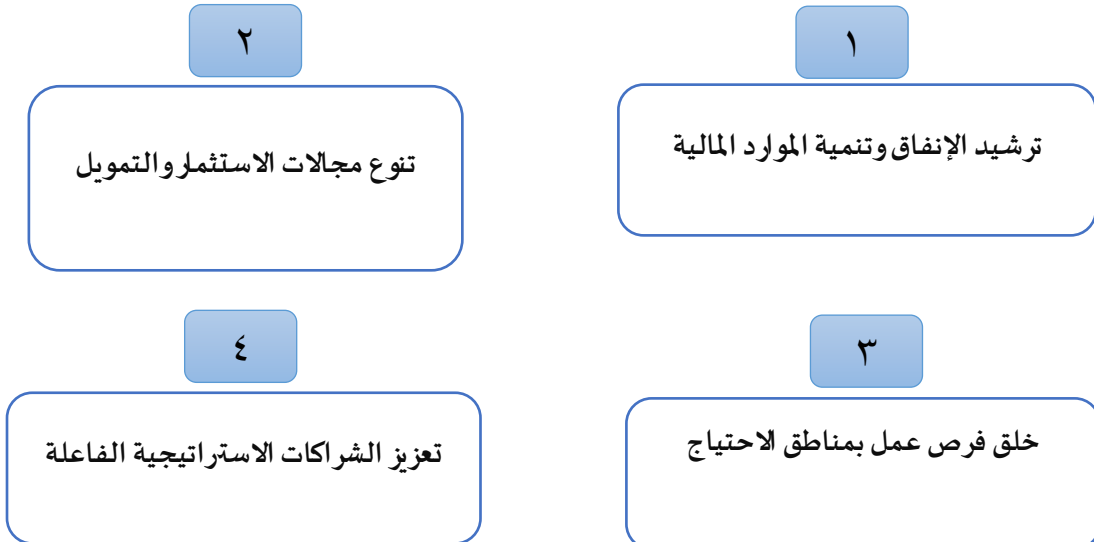 ١
ترشيد الإنفاق وتنمية الموارد المالية
٢
تنوع مجالات الاستثمار والتمويل
٣
خلق فرص عمل بمناطق الاحتياج
٤
تعزيز الشراكات الاستراتيجية الفاعلة